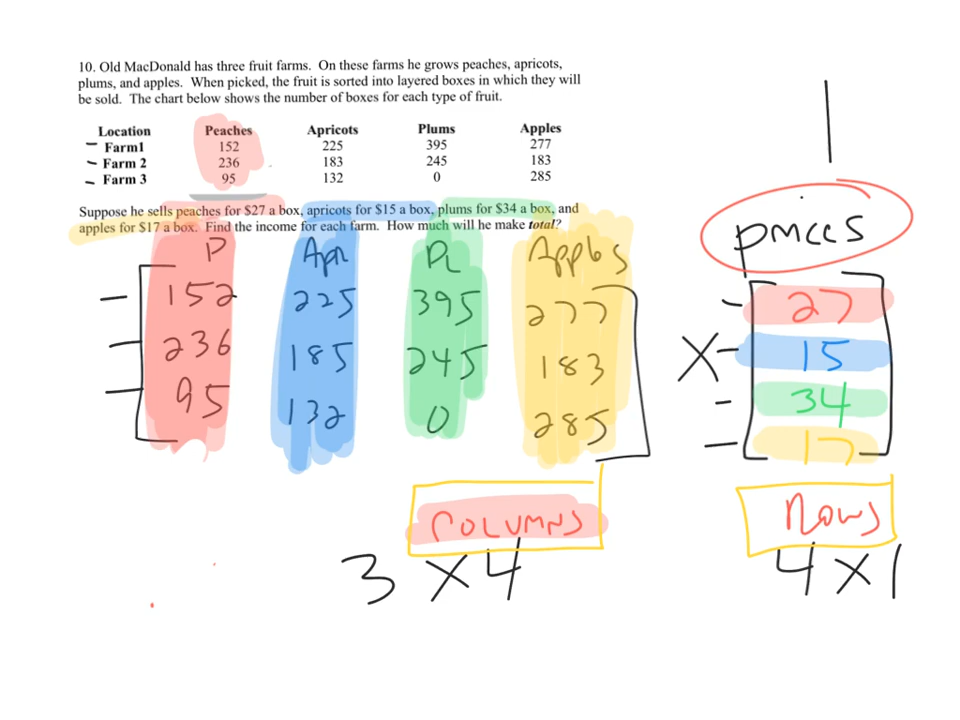 10. Old MacDonald has three fruit farms. On these farms he grows peaches, apricots,
plums, and apples. When picked, the fruit is sorted into layered boxes in which they will
be sold. The chart below shows the number of boxes for each type of fruit.
Location Peaches Apricots Plums Apples
Farm1 152 225 395 277
Farm 2 236 183 245 183
Farm 3 95 132 0 285
Suppose he sells peaches for $27 a box, apricots for $15 a box, plums for $34 a box, and
apples for $17 a box. Find the income for each farm. How much will he make total?
prices
P Apr PL Apples
152 225 395 277
236 185 245 183
95 132 0 285
X
27
15
34
17
COLUMNS Rows
3 X 4 4 X 1